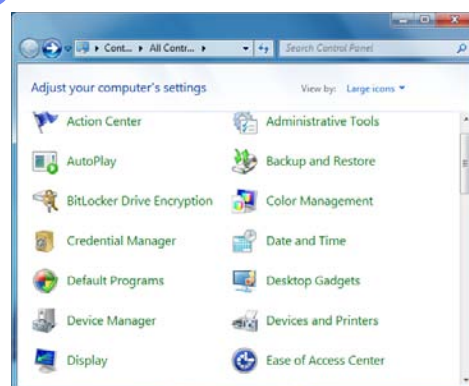 Cont... All Contr... Search Control Panel
Adjust your computer's settings View by: Large icons
Action Center Administrative Tools
AutoPlay Backup and Restore
BitLocker Drive Encryption Color Management
Credential Manager Date and Time
Default Programs Desktop Gadgets
Device Manager Devices and Printers
Display Ease of Access Center